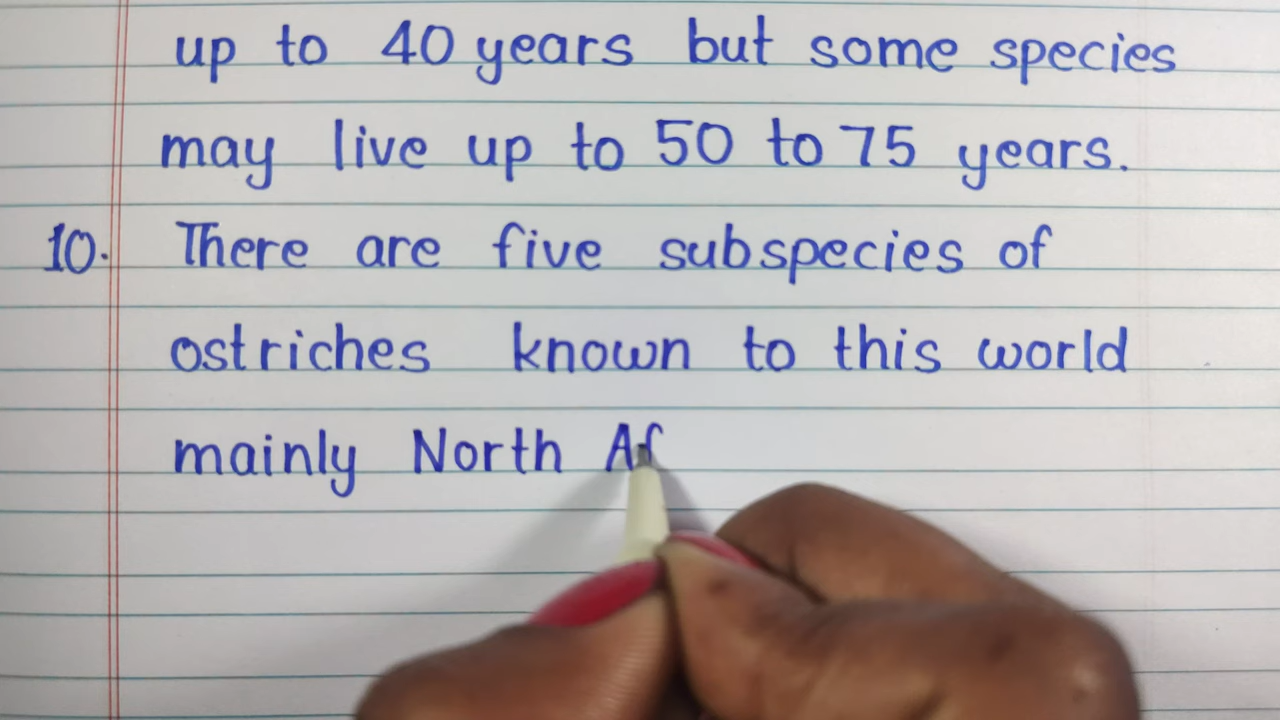 up to 40 years but some species
may live up to 50 to 75 years.
10. There are five subspecies of
ostriches known to this world
mainly North Af